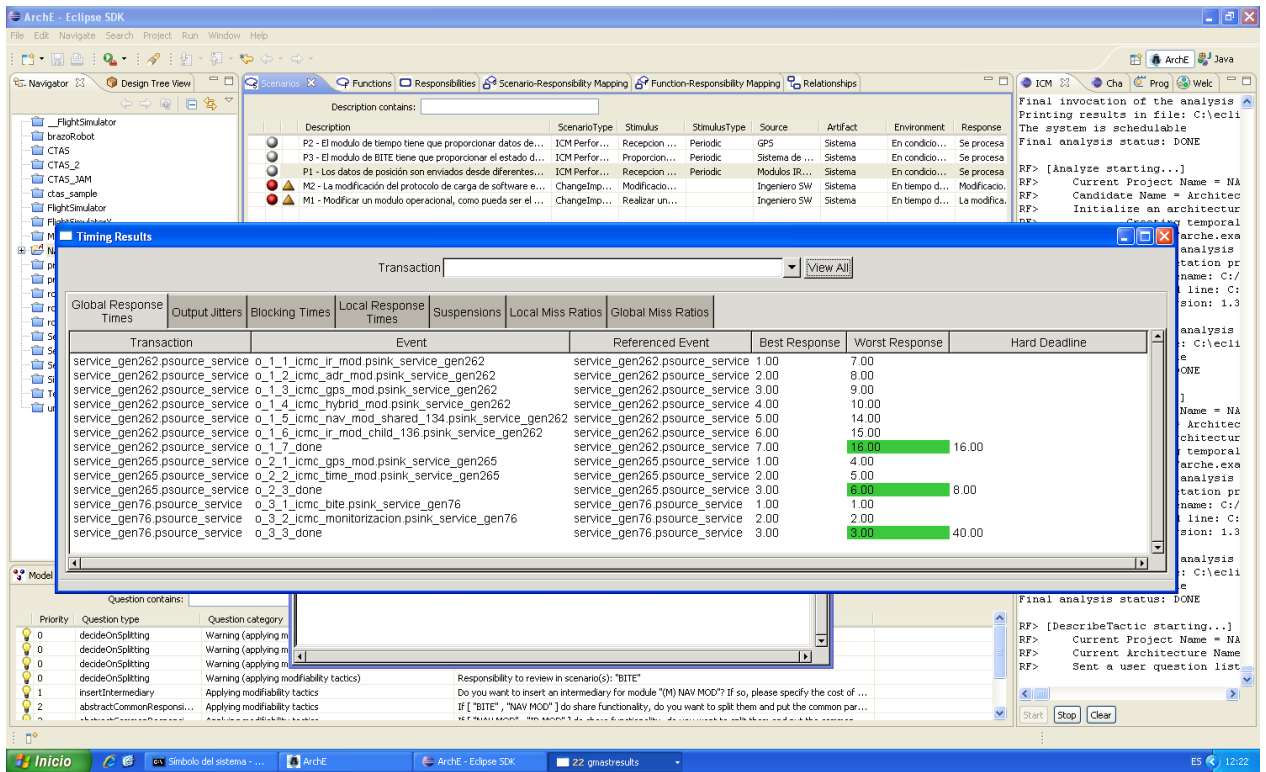 ArchE - Eclipse SDK
File Edit Navigate Search Project Run Window Help
ArchE Java
Navigator Design Tree View
__FlightSimulator
brazoRobot
CTAS
CTAS_2
CTAS_JAM
ctas_sample
FlightSimulator
Scenarios Functions Responsibilities Scenario-Responsibility Mapping Function-Responsibility Mapping Relationships
Description contains:
Description ScenarioType Stimulus StimulusType Source Artifact Environment Response
P2 - El modulo de tiempo tiene que proporcionar datos de... ICM Perfor... Recepcion ... Periodic GPS Sistema En condicio... Se procesa
P3 - El modulo de BITE tiene que proporcionar el estado d... ICM Perfor... Proporcion... Periodic Sistema de ... Sistema En condicio... Se procesa
P1 - Los datos de posición son enviados desde diferentes... ICM Perfor... Recepcion ... Periodic Modulos IR... Sistema En condicio... Se procesa
M2 - La modificación del protocolo de carga de software e... ChangeImp... Modificacio... Ingeniero SW Sistema En tiempo d... Modificacio.
M1 - Modificar un modulo operacional, como pueda ser el ... ChangeImp... Realizar un... Ingeniero SW Sistema En tiempo d... La modifica.
ICM Cha Prog Welc
Final invocation of the analysis
Printing results in file: C:\ecli
The system is schedulable
Final analysis status: DONE
RF> [Analyze starting...]
RF> Current Project Name = NA
RF> Candidate Name = Architec
RF> Initialize an architectur
Timing Results
Transaction View All
Global Response Times Output Jitters Blocking Times Local Response Times Suspensions Local Miss Ratios Global Miss Ratios
Transaction Event Referenced Event Best Response Worst Response Hard Deadline
service_gen262.psource_service o_1_1_icmc_ir_mod.psink_service_gen262 service_gen262.psource_service 1.00 7.00
service_gen262.psource_service o_1_2_icmc_adr_mod.psink_service_gen262 service_gen262.psource_service 2.00 8.00
service_gen262.psource_service o_1_3_icmc_gps_mod.psink_service_gen262 service_gen262.psource_service 3.00 9.00
service_gen262.psource_service o_1_4_icmc_hybrid_mod.psink_service_gen262 service_gen262.psource_service 4.00 10.00
service_gen262.psource_service o_1_5_icmc_nav_mod_shared_134.psink_service_gen262 service_gen262.psource_service 5.00 14.00
service_gen262.psource_service o_1_6_icmc_ir_mod_child_136.psink_service_gen262 service_gen262.psource_service 6.00 15.00
service_gen262.psource_service o_1_7_done service_gen262.psource_service 7.00 16.00 16.00
service_gen265.psource_service o_2_1_icmc_gps_mod.psink_service_gen265 service_gen265.psource_service 1.00 4.00
service_gen265.psource_service o_2_2_icmc_time_mod.psink_service_gen265 service_gen265.psource_service 2.00 5.00
service_gen265.psource_service o_2_3_done service_gen265.psource_service 3.00 6.00 8.00
service_gen76.psource_service o_3_1_icmc_bite.psink_service_gen76 service_gen76.psource_service 1.00 1.00
service_gen76.psource_service o_3_2_icmc_monitorizacion.psink_service_gen76 service_gen76.psource_service 2.00 2.00
service_gen76.psource_service o_3_3_done service_gen76.psource_service 3.00 3.00 40.00
Model
Question contains:
Priority Question type Question category
0 decideOnSplitting Warning (applying m
0 decideOnSplitting Warning (applying m
0 decideOnSplitting Warning (applying m
0 decideOnSplitting Warning (applying modifiability tactics) Responsibility to review in scenario(s): "BITE"
1 insertIntermediary Applying modifiability tactics Do you want to insert an intermediary for module "(M) NAV MOD"? If so, please specify the cost of ...
2 abstractCommonResponsi... Applying modifiability tactics If [ "BITE" , "NAV MOD" ] do share functionality, do you want to split them and put the common par...
Final analysis status: DONE
RF> [DescribeTactic starting...]
RF> Current Project Name = NA
RF> Current Architecture Name
RF> Sent a user question list
Start Stop Clear
Inicio Símbolo del sistema - ... ArchE ArchE - Eclipse SDK 22 gmastresults ES 12:22